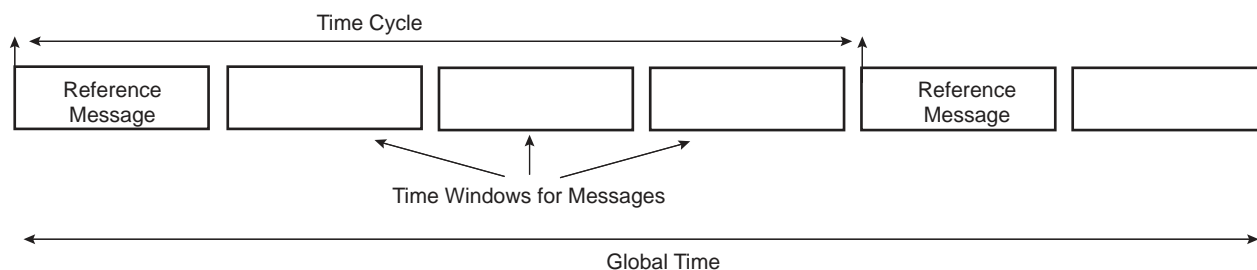 Time Cycle
Reference
Message
Reference
Message
Time Windows for Messages
Global Time